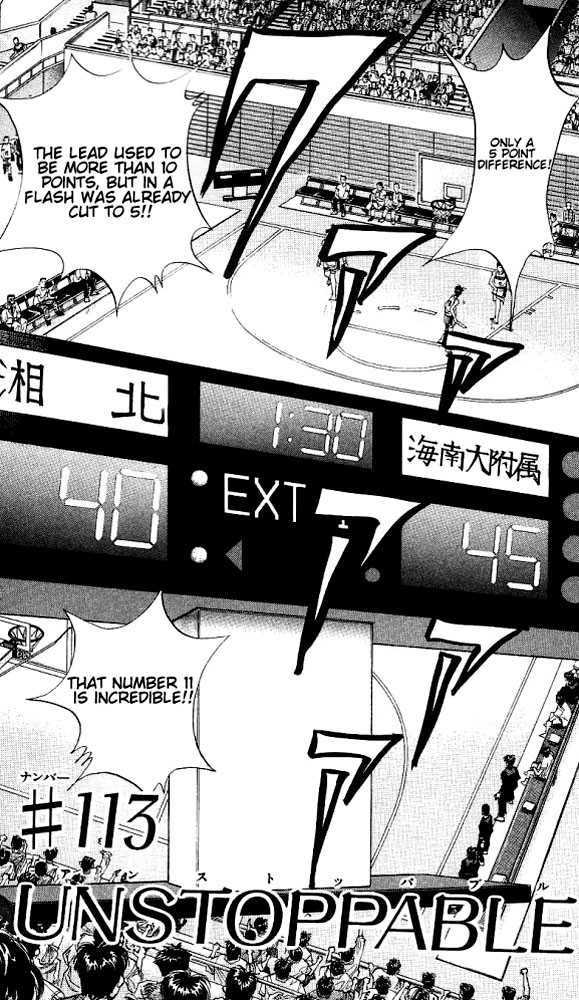 ONLY A
5 POINT
DIFFERENCE!
THE LEAD USED TO
BE MORE THAN 10
POINTS, BUT IN A
FLASH WAS ALREADY
CUT TO 5!!
相 北
1:30
海南大附属
40
EXT
45
THAT NUMBER 11
IS INCREDIBLE!!
ナンバー
#113
アンストッパブル
UNSTOPPABLE